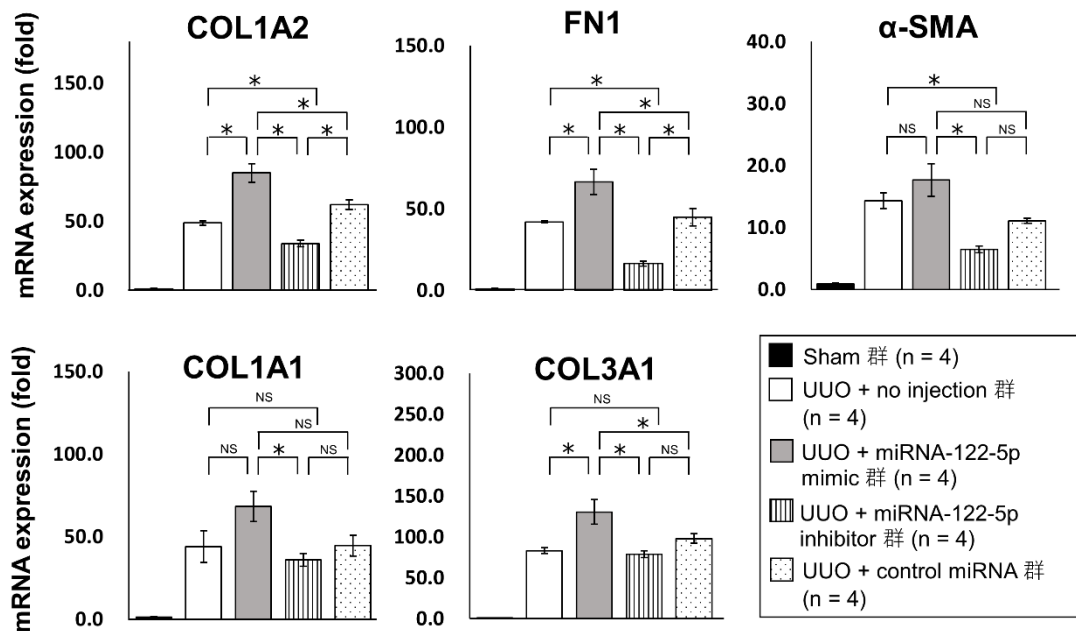 COL1A2
mRNA expression (fold)
150.0
100.0
50.0
0.0
*
*
*
*
*
FN1
150.0
100.0
50.0
0.0
*
*
*
*
*
α-SMA
40.0
30.0
20.0
10.0
0.0
*
NS
NS
*
NS
COL1A1
mRNA expression (fold)
150.0
100.0
50.0
0.0
NS
NS
NS
*
NS
COL3A1
300.0
250.0
200.0
150.0
100.0
50.0
0.0
NS
*
*
*
NS
Sham 群 (n = 4)
UUO + no injection 群
(n = 4)
UUO + miRNA-122-5p
mimic 群 (n = 4)
UUO + miRNA-122-5p
inhibitor 群 (n = 4)
UUO + control miRNA 群
(n = 4)